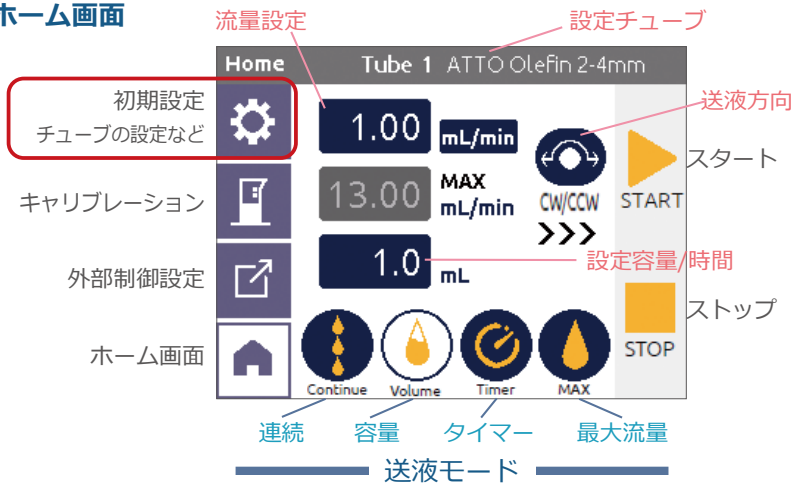 ホーム画面
流量設定
設定チューブ
Home
Tube 1 ATTO Olefin 2-4mm
初期設定
チューブの設定など
1.00 mL/min
送液方向
スタート
キャリブレーション
13.00 MAX
mL/min
CW/CCW
START
>>>
外部制御設定
1.0 mL
設定容量/時間
ストップ
ホーム画面
STOP
Continue Volume Timer MAX
連続 容量 タイマー 最大流量
送液モード